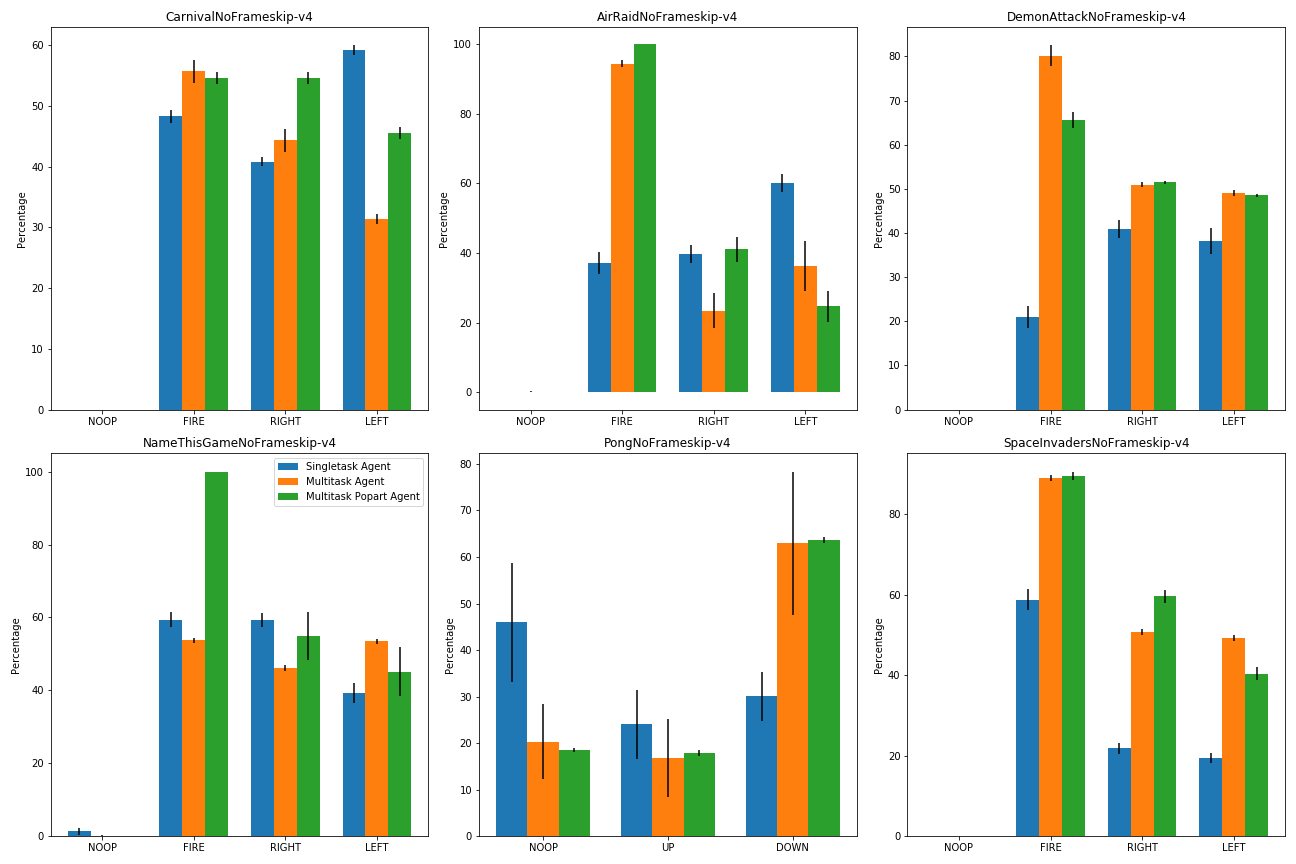 CarnivalNoFrameskip-v4
Percentage
60
50
40
30
20
10
0
NOOP FIRE RIGHT LEFT
AirRaidNoFrameskip-v4
Percentage
100
80
60
40
20
0
NOOP FIRE RIGHT LEFT
DemonAttackNoFrameskip-v4
Percentage
80
70
60
50
40
30
20
10
0
NOOP FIRE RIGHT LEFT
NameThisGameNoFrameskip-v4
Percentage
100
80
60
40
20
0
Singletask Agent
Multitask Agent
Multitask Popart Agent
NOOP FIRE RIGHT LEFT
PongNoFrameskip-v4
Percentage
80
70
60
50
40
30
20
10
0
NOOP UP DOWN
SpaceInvadersNoFrameskip-v4
Percentage
80
60
40
20
0
NOOP FIRE RIGHT LEFT